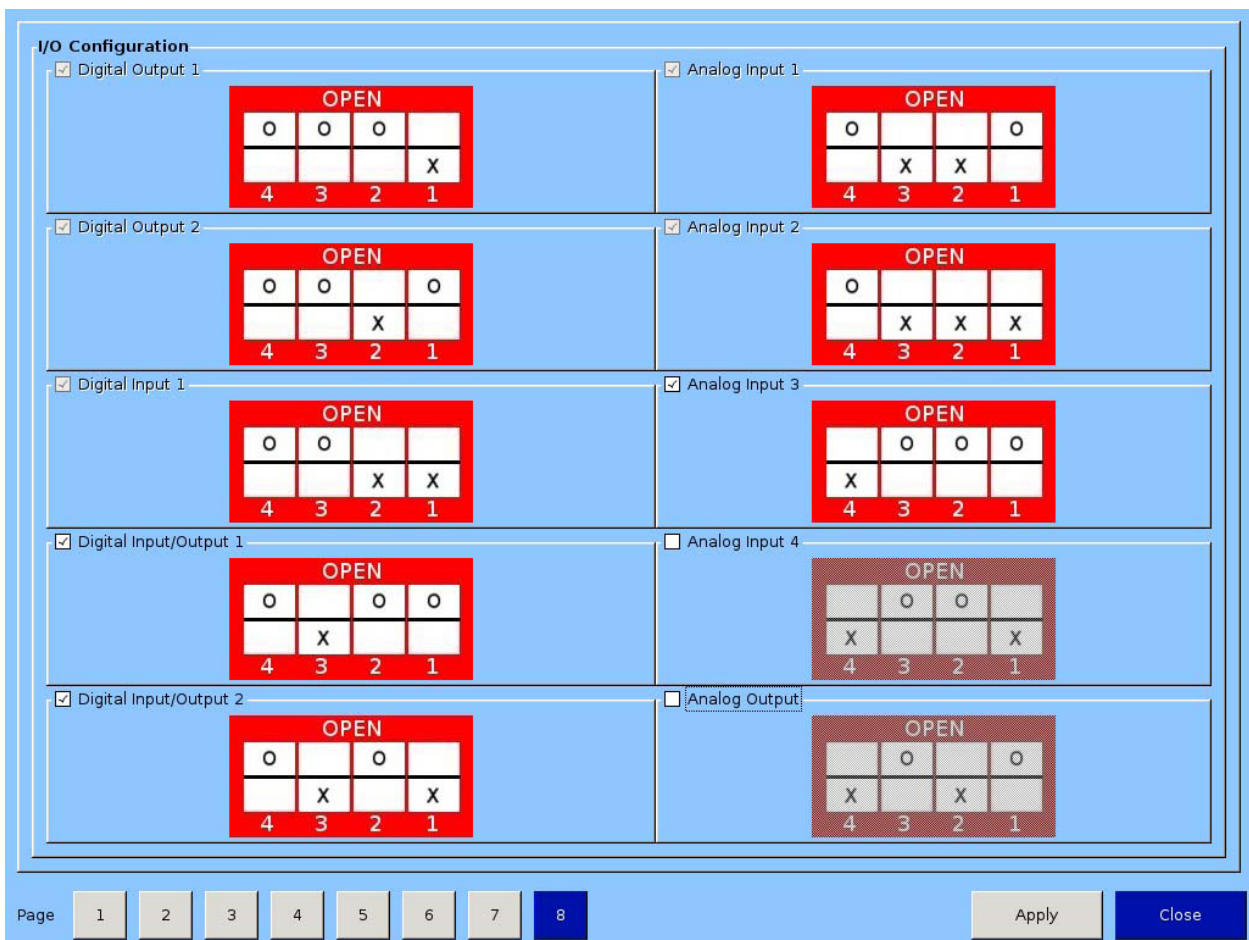 I/O Configuration
Digital Output 1
OPEN
O O O
X
4 3 2 1
Analog Input 1
OPEN
O O
X X
4 3 2 1
Digital Output 2
OPEN
O O O
X
4 3 2 1
Analog Input 2
OPEN
O
X X X
4 3 2 1
Digital Input 1
OPEN
O O
X X
4 3 2 1
Analog Input 3
OPEN
O O O
X
4 3 2 1
Digital Input/Output 1
OPEN
O O O
X
4 3 2 1
Analog Input 4
OPEN
O O
X X
4 3 2 1
Digital Input/Output 2
OPEN
O O
X X
4 3 2 1
Analog Output
OPEN
O O
X X
4 3 2 1
Page 1 2 3 4 5 6 7 8 Apply Close